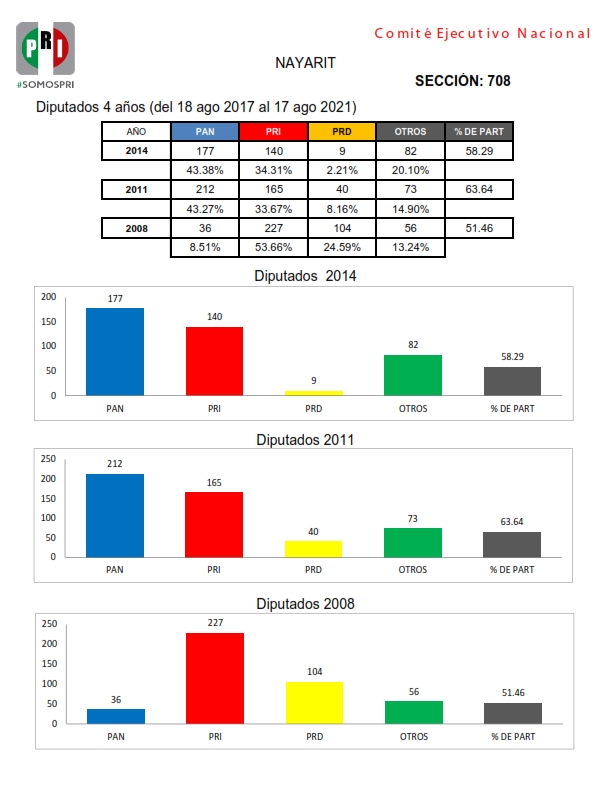 Comité Ejecutivo Nacional
PRI
#SOMOSPRI
NAYARIT
SECCIÓN: 708
Diputados 4 años (del 18 ago 2017 al 17 ago 2021)
AÑO PAN PRI PRD OTROS % DE PART
2014 177 140 9 82 58.29
43.38% 34.31% 2.21% 20.10%
2011 212 165 40 73 63.64
43.27% 33.67% 8.16% 14.90%
2008 36 227 104 56 51.46
8.51% 53.66% 24.59% 13.24%
Diputados 2014
200
150
100
50
0
177
140
9
82
58.29
PAN PRI PRD OTROS % DE PART
Diputados 2011
250
200
150
100
50
0
212
165
40
73
63.64
PAN PRI PRD OTROS % DE PART
Diputados 2008
250
200
150
100
50
0
36
227
104
56
51.46
PAN PRI PRD OTROS % DE PART